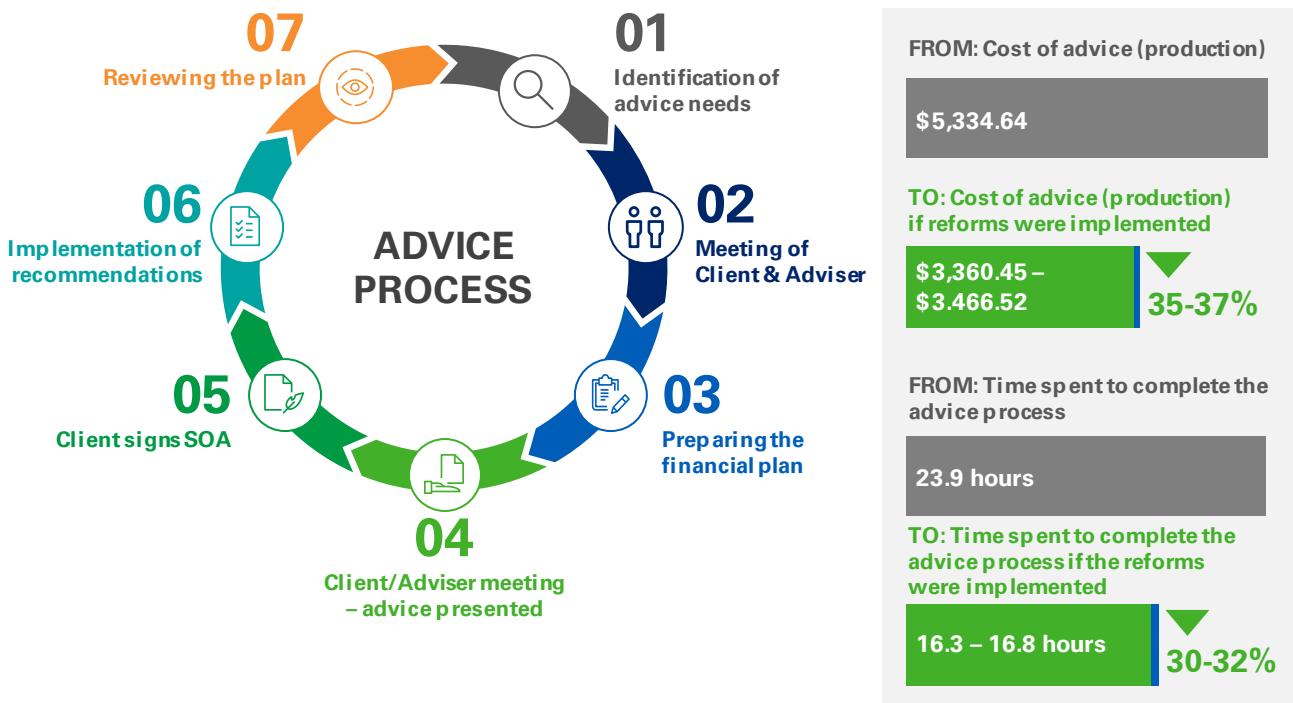 01
Identification of
advice needs
02
Meeting of
Client & Adviser
03
Preparing the
financial plan
04
Client/Adviser meeting
– advice presented
05
Client signs SOA
06
Implementation of
recommendations
07
Reviewing the plan
ADVICE
PROCESS
FROM: Cost of advice (production)
$5,334.64
TO: Cost of advice (production)
if reforms were implemented
$3,360.45 –
$3.466.52
35-37%
FROM: Time spent to complete the
advice process
23.9 hours
TO: Time spent to complete the
advice process if the reforms
were implemented
16.3 – 16.8 hours
30-32%